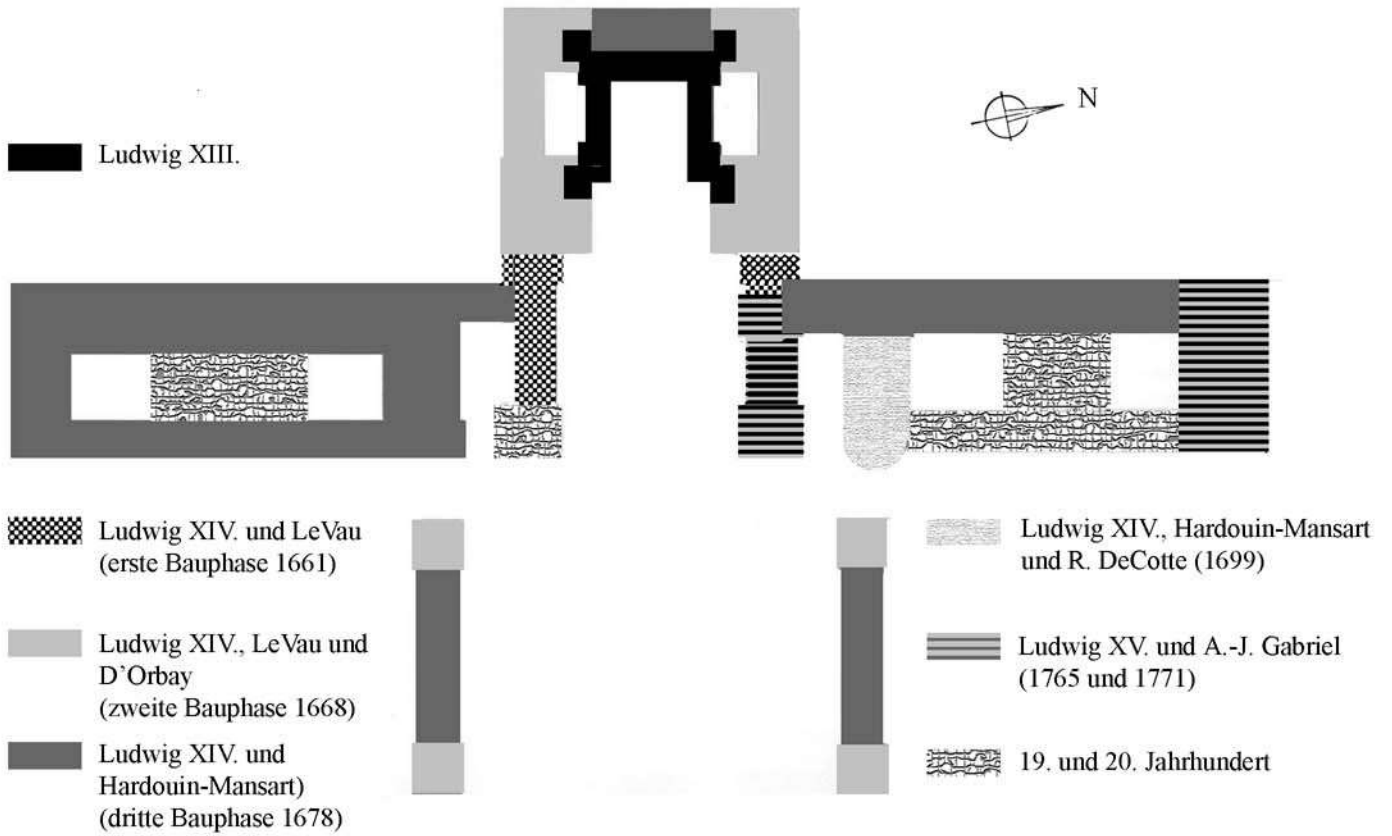 N
Ludwig XIII.
Ludwig XIV. und LeVau
(erste Bauphase 1661)
Ludwig XIV., LeVau und
D'Orbay
(zweite Bauphase 1668)
Ludwig XIV. und
Hardouin-Mansart)
(dritte Bauphase 1678)
Ludwig XIV., Hardouin-Mansart
und R. DeCotte (1699)
Ludwig XV. und A.-J. Gabriel
(1765 und 1771)
19. und 20. Jahrhundert